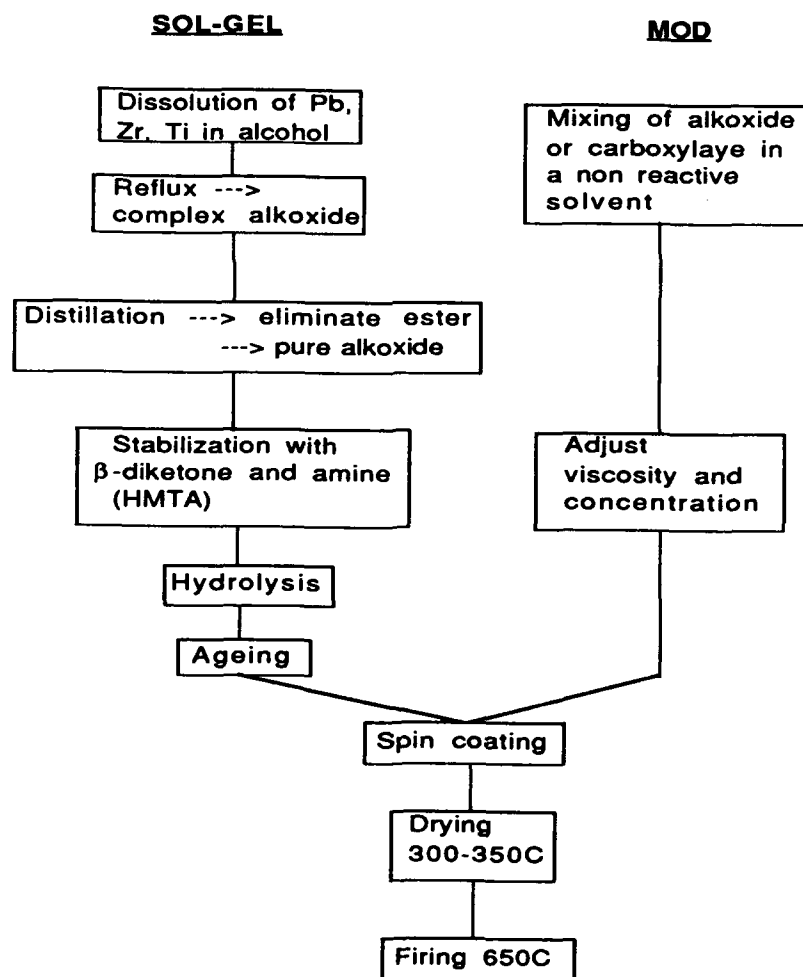 SOL-GEL
Dissolution of Pb,
Zr, Ti in alcohol
Reflux --->
complex alkoxide
Distillation ---> eliminate ester
---> pure alkoxide
Stabilization with
β-diketone and amine
(HMTA)
Hydrolysis
Ageing
MOD
Mixing of alkoxide
or carboxylaye in
a non reactive
solvent
Adjust
viscosity and
concentration
Spin coating
Drying
300-350C
Firing 650C